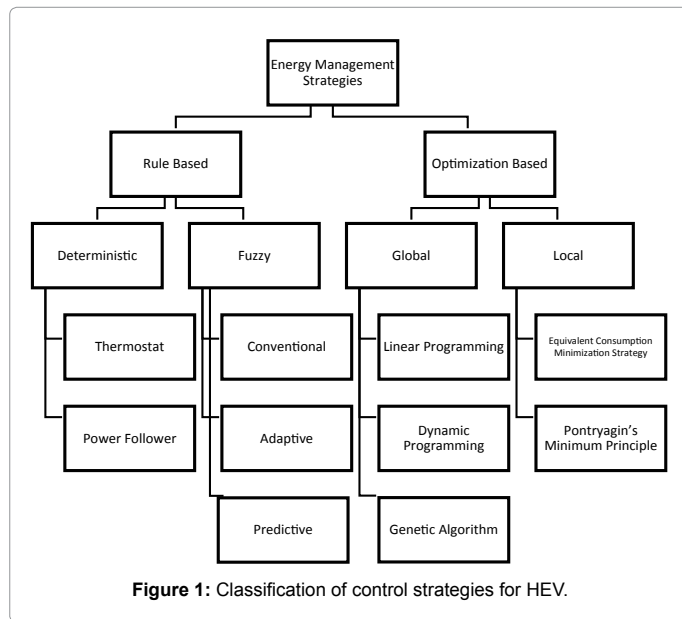 Energy Management
Strategies
Rule Based
Optimization Based
Deterministic
Fuzzy
Global
Local
Thermostat
Conventional
Linear Programming
Equivalent Consumption
Minimization Strategy
Power Follower
Adaptive
Dynamic
Programming
Pontryagin's
Minimum Principle
Predictive
Genetic Algorithm
Figure 1: Classification of control strategies for HEV.